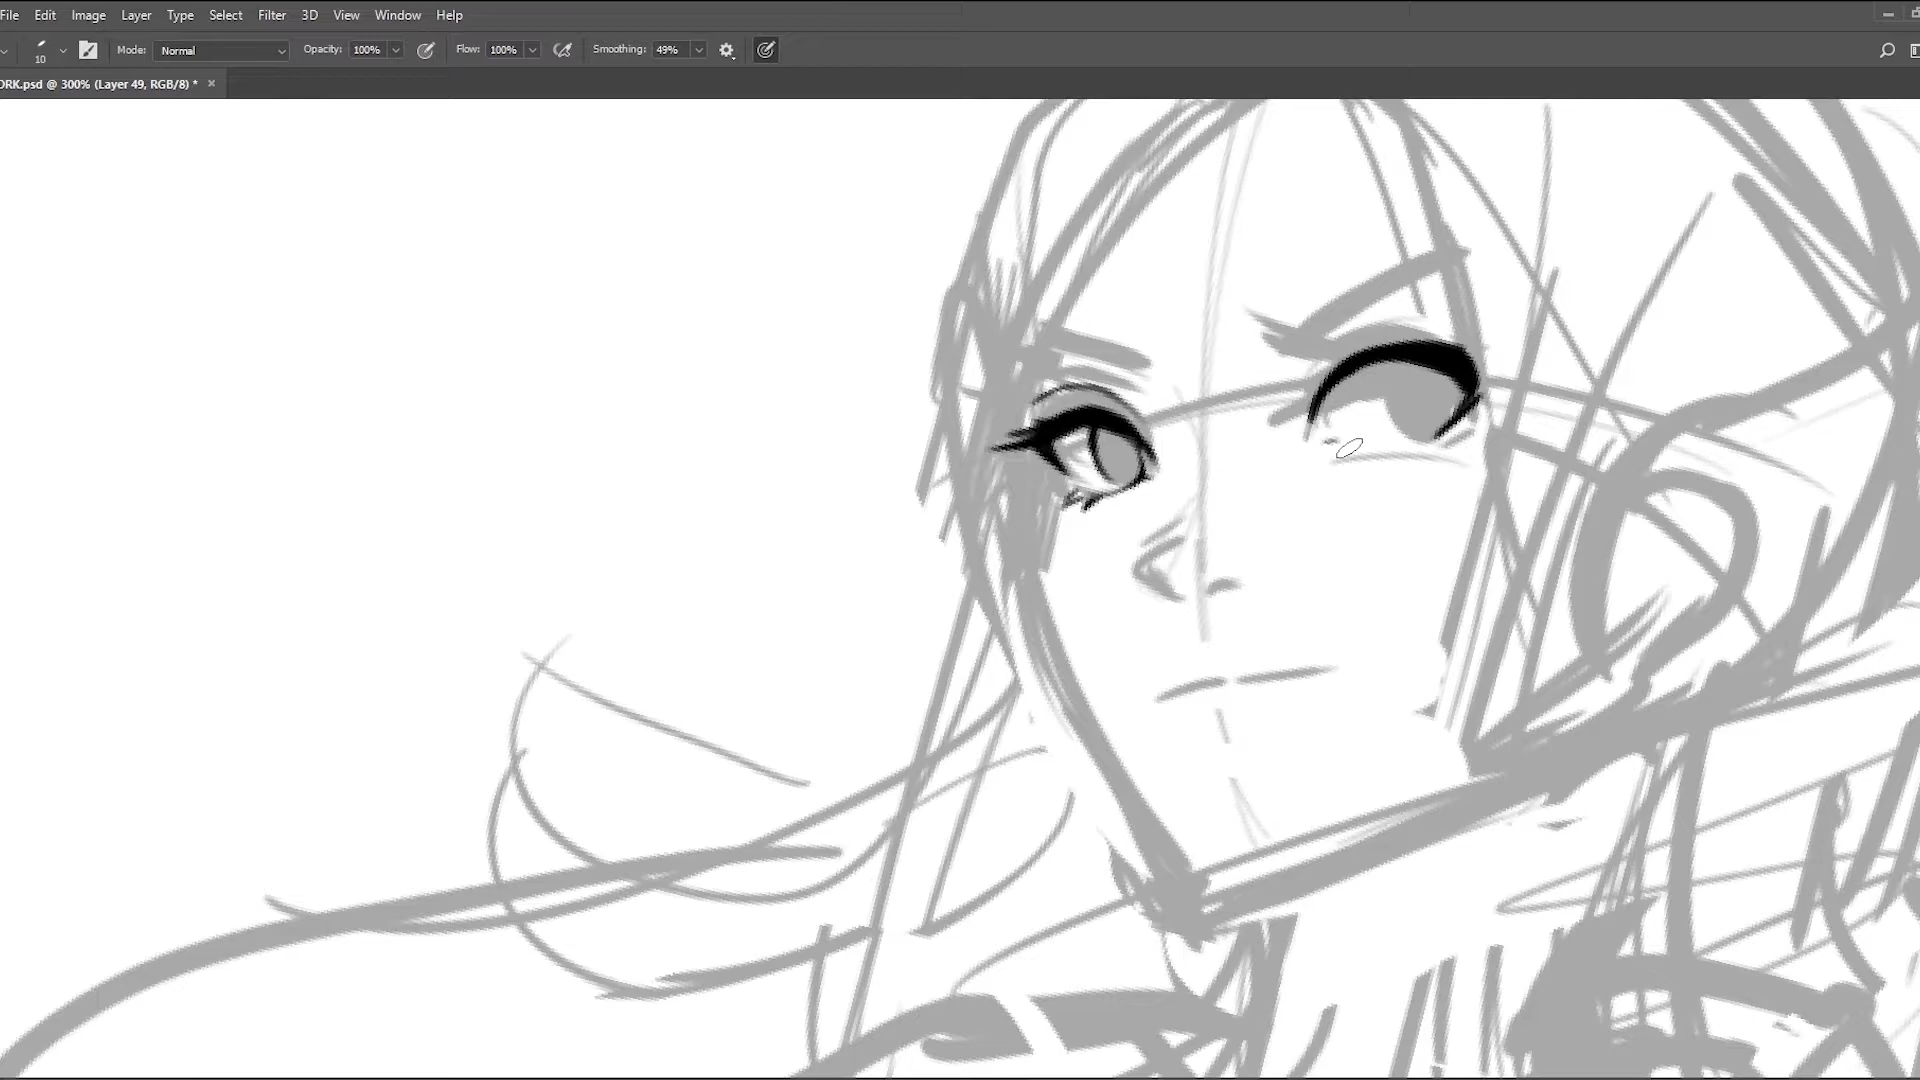 File Edit Image Layer Type Select Filter 3D View Window Help
10 Mode: Normal Opacity: 100% Flow: 100% Smoothing: 49%
ORK.psd @ 300% (Layer 49, RGB/8) *